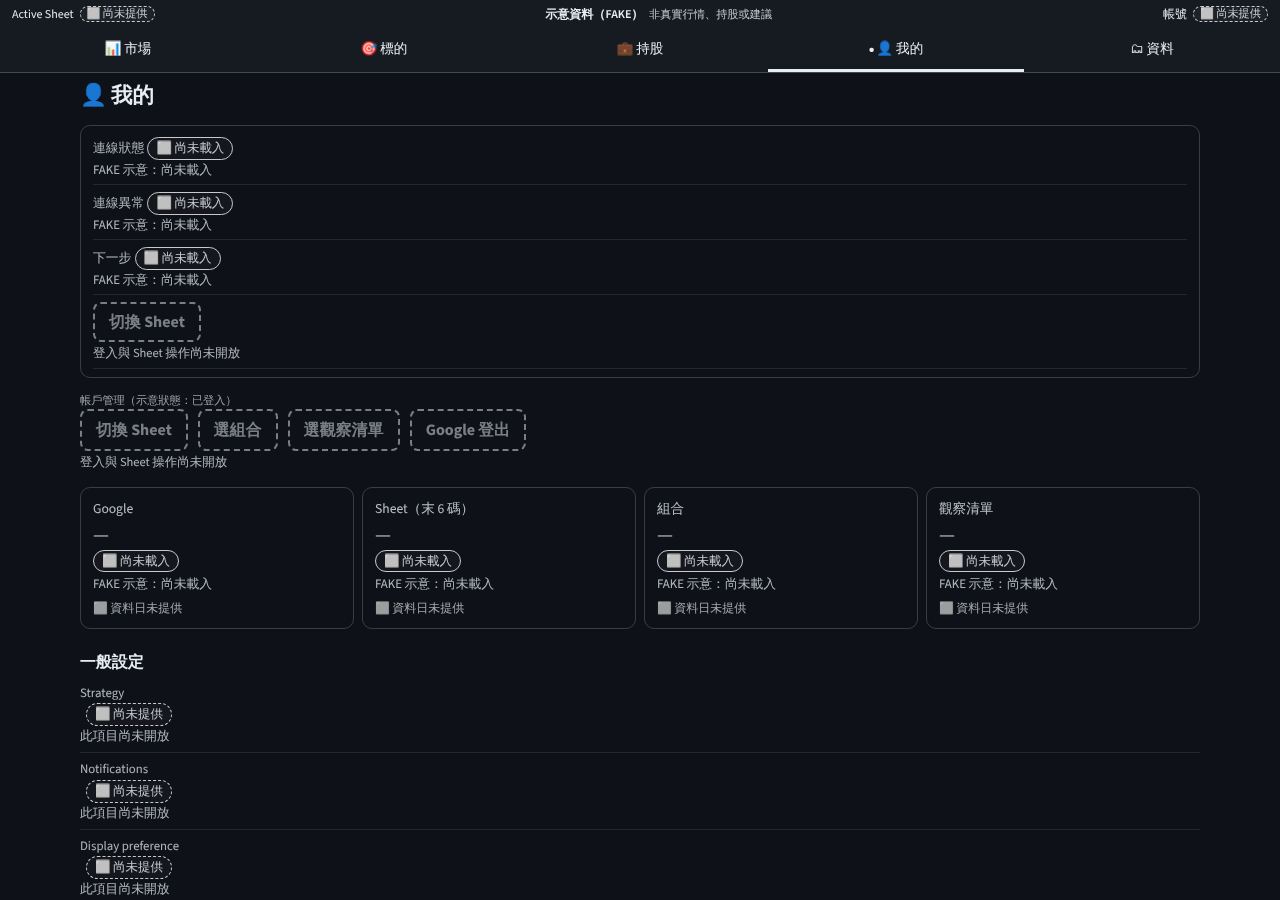 Active Sheet ⬜ 尚未提供 示意資料（FAKE） 非真實行情、持股或建議 帳號 ⬜ 尚未提供
📊 市場 🎯 標的 💼 持股 • 👤 我的 🗂 資料
👤 我的
連線狀態 ⬜ 尚未載入
FAKE 示意：尚未載入
連線異常 ⬜ 尚未載入
FAKE 示意：尚未載入
下一步 ⬜ 尚未載入
FAKE 示意：尚未載入
切換 Sheet
登入與 Sheet 操作尚未開放
帳戶管理（示意狀態：已登入）
切換 Sheet 選組合 選觀察清單 Google 登出
登入與 Sheet 操作尚未開放
Google Sheet（末 6 碼） 組合 觀察清單
— — — —
⬜ 尚未載入 ⬜ 尚未載入 ⬜ 尚未載入 ⬜ 尚未載入
FAKE 示意：尚未載入 FAKE 示意：尚未載入 FAKE 示意：尚未載入 FAKE 示意：尚未載入
⬜ 資料日未提供 ⬜ 資料日未提供 ⬜ 資料日未提供 ⬜ 資料日未提供
一般設定
Strategy
⬜ 尚未提供
此項目尚未開放
Notifications
⬜ 尚未提供
此項目尚未開放
Display preference
⬜ 尚未提供
此項目尚未開放